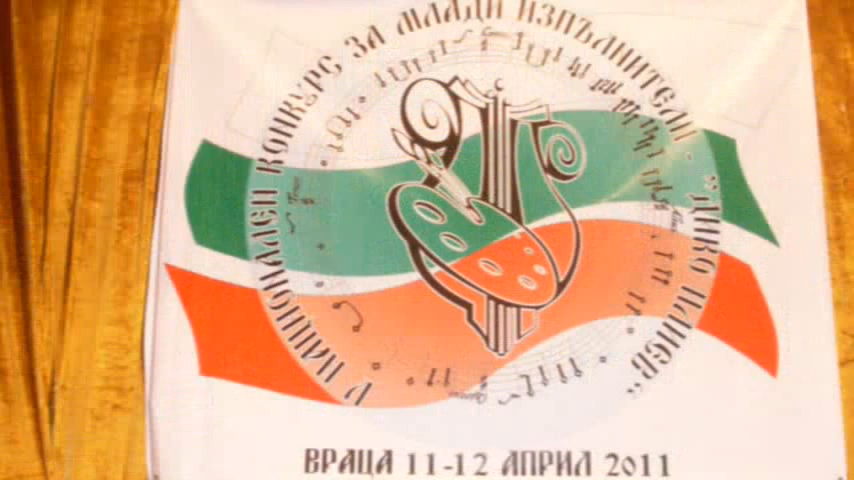 V НАЦИОНАЛЕН КОНКУРС ЗА МЛАДИ ИЗПЪЛНИТЕЛИ - "ДИКО ИЛИЕВ"
ВРАЦА 11-12 АПРИЛ 2011